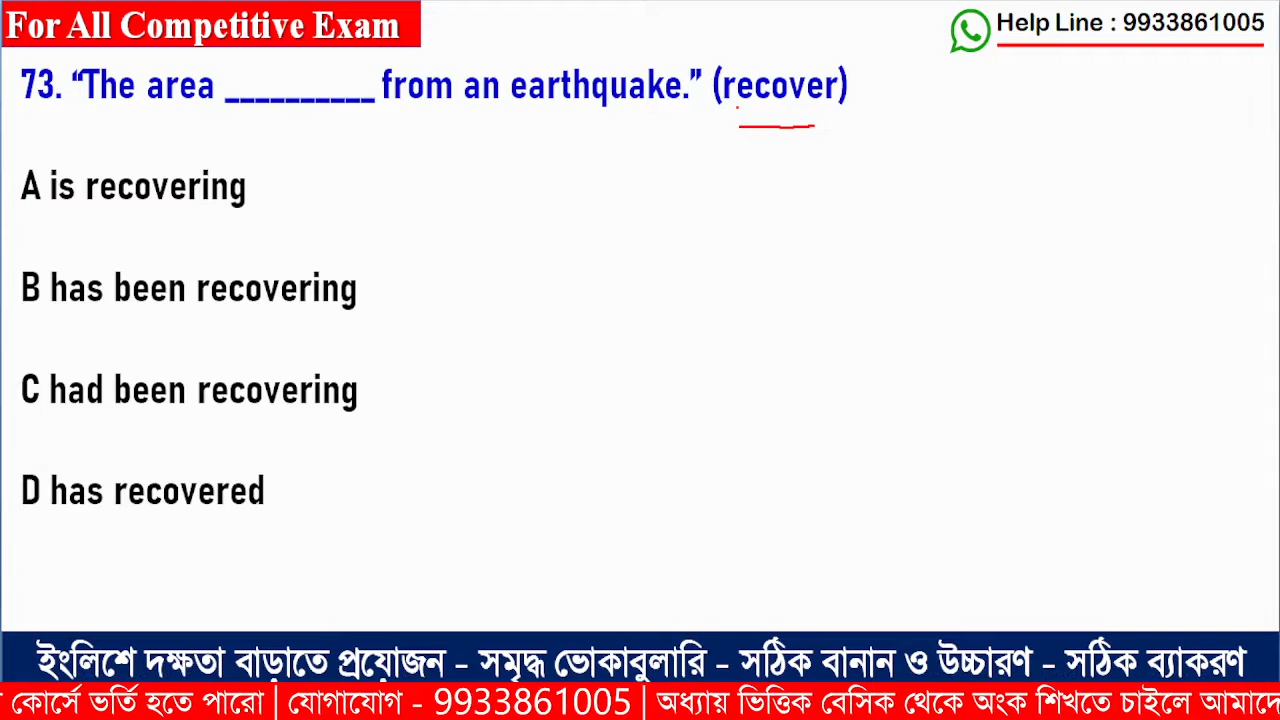 For All Competitive Exam
Help Line : 9933861005
73. “The area __________ from an earthquake.” (recover)
A is recovering
B has been recovering
C had been recovering
D has recovered
ইংলিশে দক্ষতা বাড়াতে প্রয়োজন - সমৃদ্ধ ভোকাবুলারি - সঠিক বানান ও উচ্চারণ - সঠিক ব্যাকরণ
কোর্সে ভর্তি হতে পারো | যোগাযোগ - 9933861005 | অধ্যায় ভিত্তিক বেসিক থেকে অংক শিখতে চাইলে